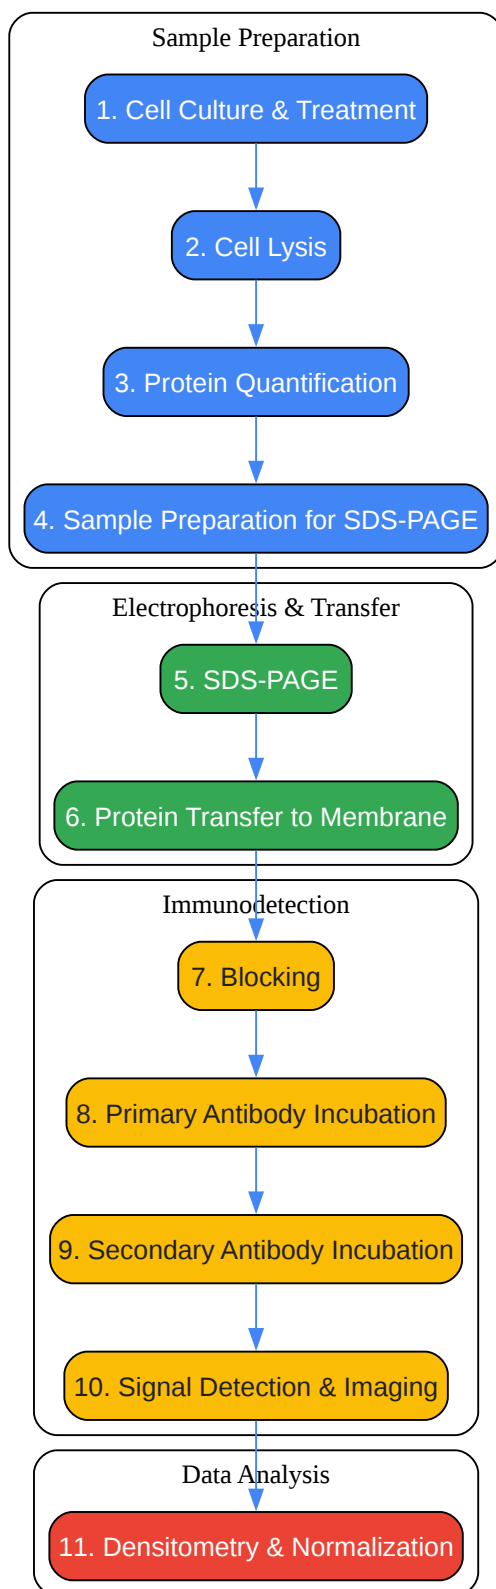 Sample Preparation
1. Cell Culture & Treatment
2. Cell Lysis
3. Protein Quantification
4. Sample Preparation for SDS-PAGE
Electrophoresis & Transfer
5. SDS-PAGE
6. Protein Transfer to Membrane
Immunodetection
7. Blocking
8. Primary Antibody Incubation
9. Secondary Antibody Incubation
10. Signal Detection & Imaging
Data Analysis
11. Densitometry & Normalization